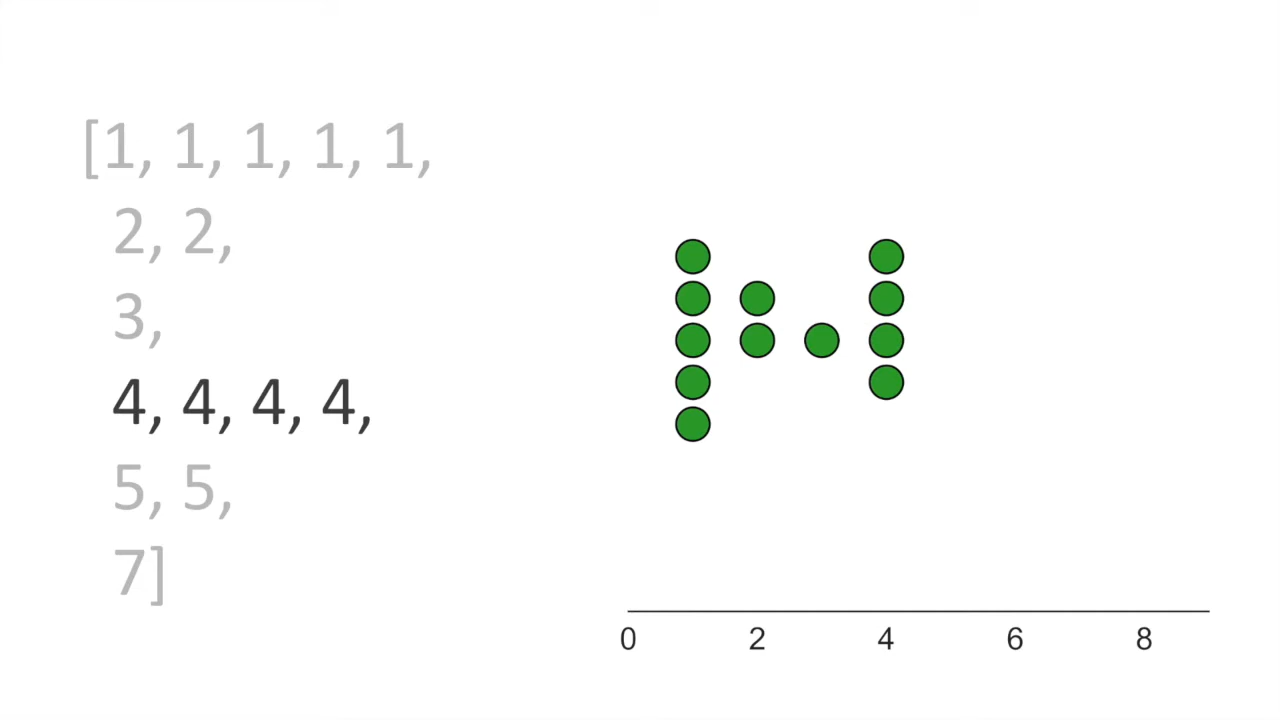 [1, 1, 1, 1, 1,
2, 2,
3,
4, 4, 4, 4,
5, 5,
7]
0 2 4 6 8